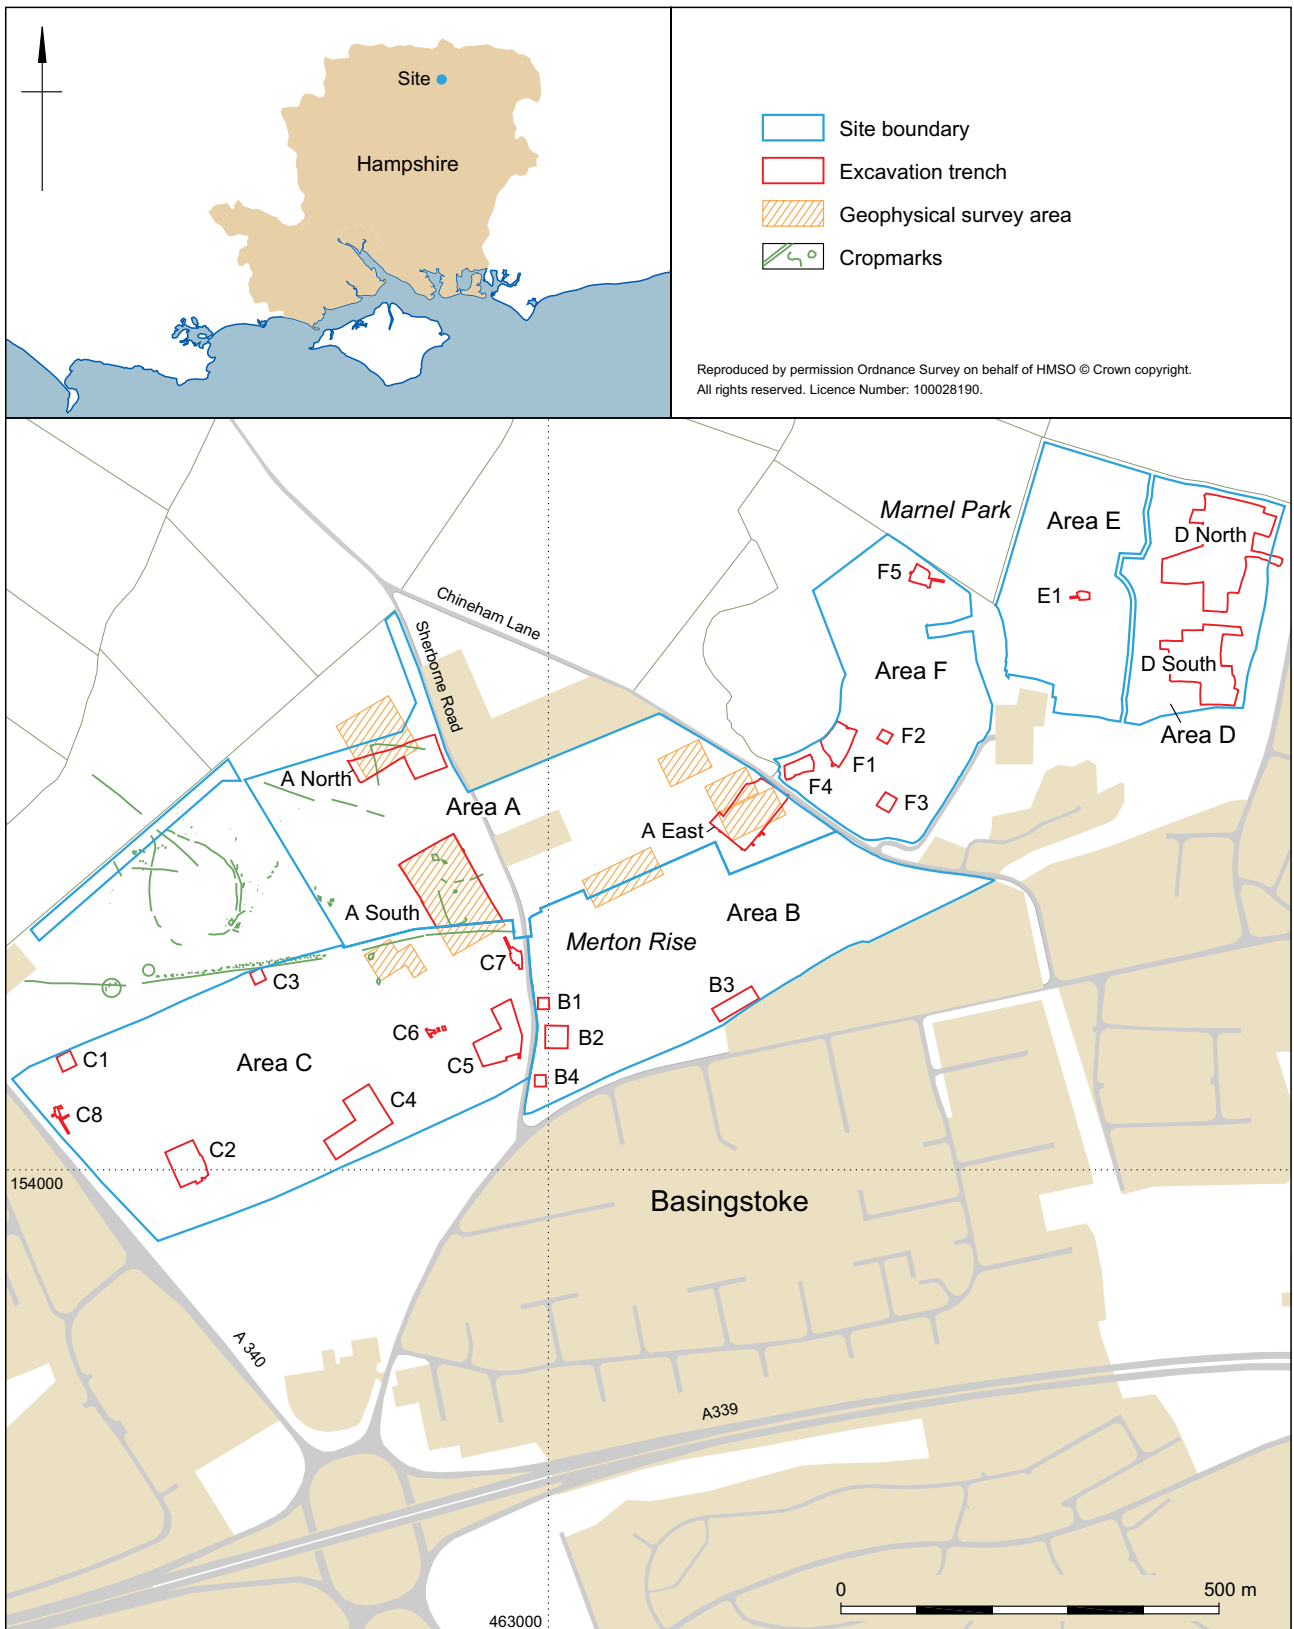 Site
Hampshire
Site boundary
Excavation trench
Geophysical survey area
Cropmarks
Reproduced by permission Ordnance Survey on behalf of HMSO © Crown copyright.
All rights reserved. Licence Number: 100028190.
Marnel Park
Area E
D North
F5
E1
Chineham Lane
Sherborne Road
Area F
D South
Area D
F2
F1
A North
F4
F3
Area A
A East
A South
Area B
Merton Rise
C7
C3
B3
B1
C6
B2
C1
Area C
C5
B4
C4
C8
C2
154000
Basingstoke
A 340
A339
0
500 m
463000